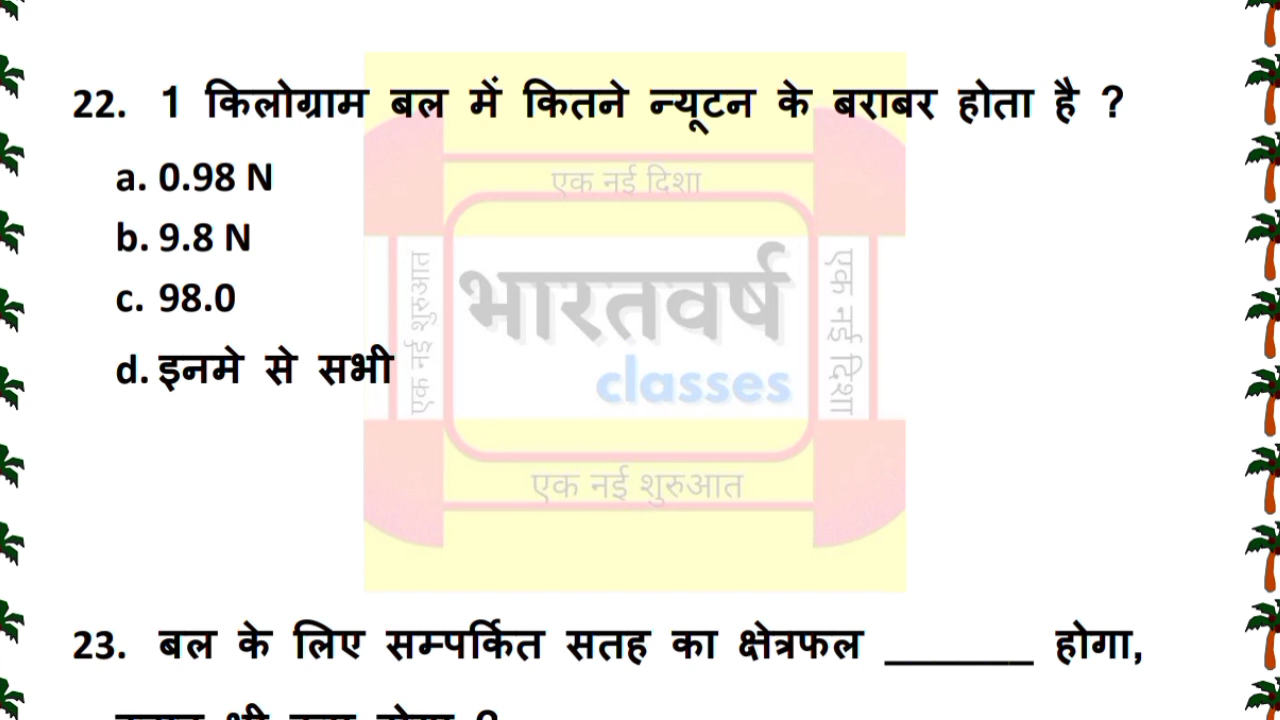 22. 1 किलोग्राम बल में कितने न्यूटन के बराबर होता है ?
a. 0.98 N
b. 9.8 N
c. 98.0
d. इनमे से सभी
एक नई दिशा
एक नई शुरुआत
भारतवर्ष
classes
एक नई दिशा
एक नई शुरुआत
23. बल के लिए सम्पर्कित सतह का क्षेत्रफल _______ होगा,